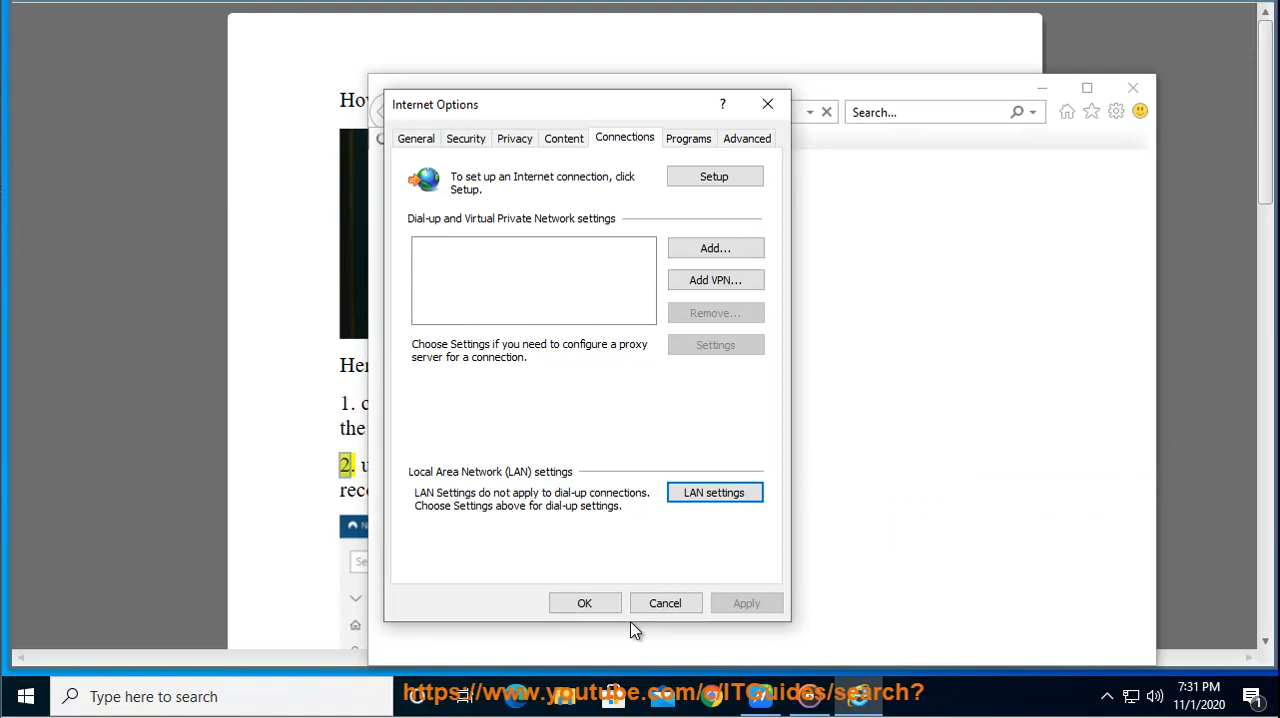 Hov
Internet Options
?
Search...
General Security Privacy Content Connections Programs Advanced
To set up an Internet connection, click
Setup.
Setup
Dial-up and Virtual Private Network settings
Add...
Add VPN...
Remove...
Choose Settings if you need to configure a proxy
server for a connection.
Settings
Her
1. c
the
2. u
reco
Local Area Network (LAN) settings
LAN Settings do not apply to dial-up connections.
Choose Settings above for dial-up settings.
LAN settings
N
Se
OK Cancel Apply
Type here to search
https://www.youtube.com/@ITGuides/search?
7:31 PM
11/1/2020
1